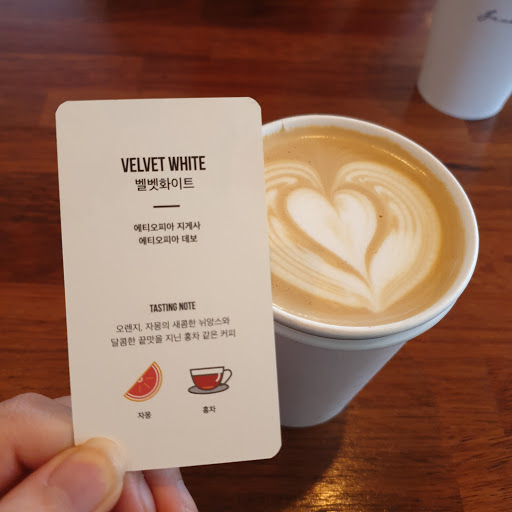 VELVET WHITE
벨벳화이트
에티오피아 지게사
에티오피아 데보
TASTING NOTE
오렌지, 자몽의 새콤한 뉘앙스와
달콤한 끝맛을 지닌 홍차 같은 커피
자몽
홍차